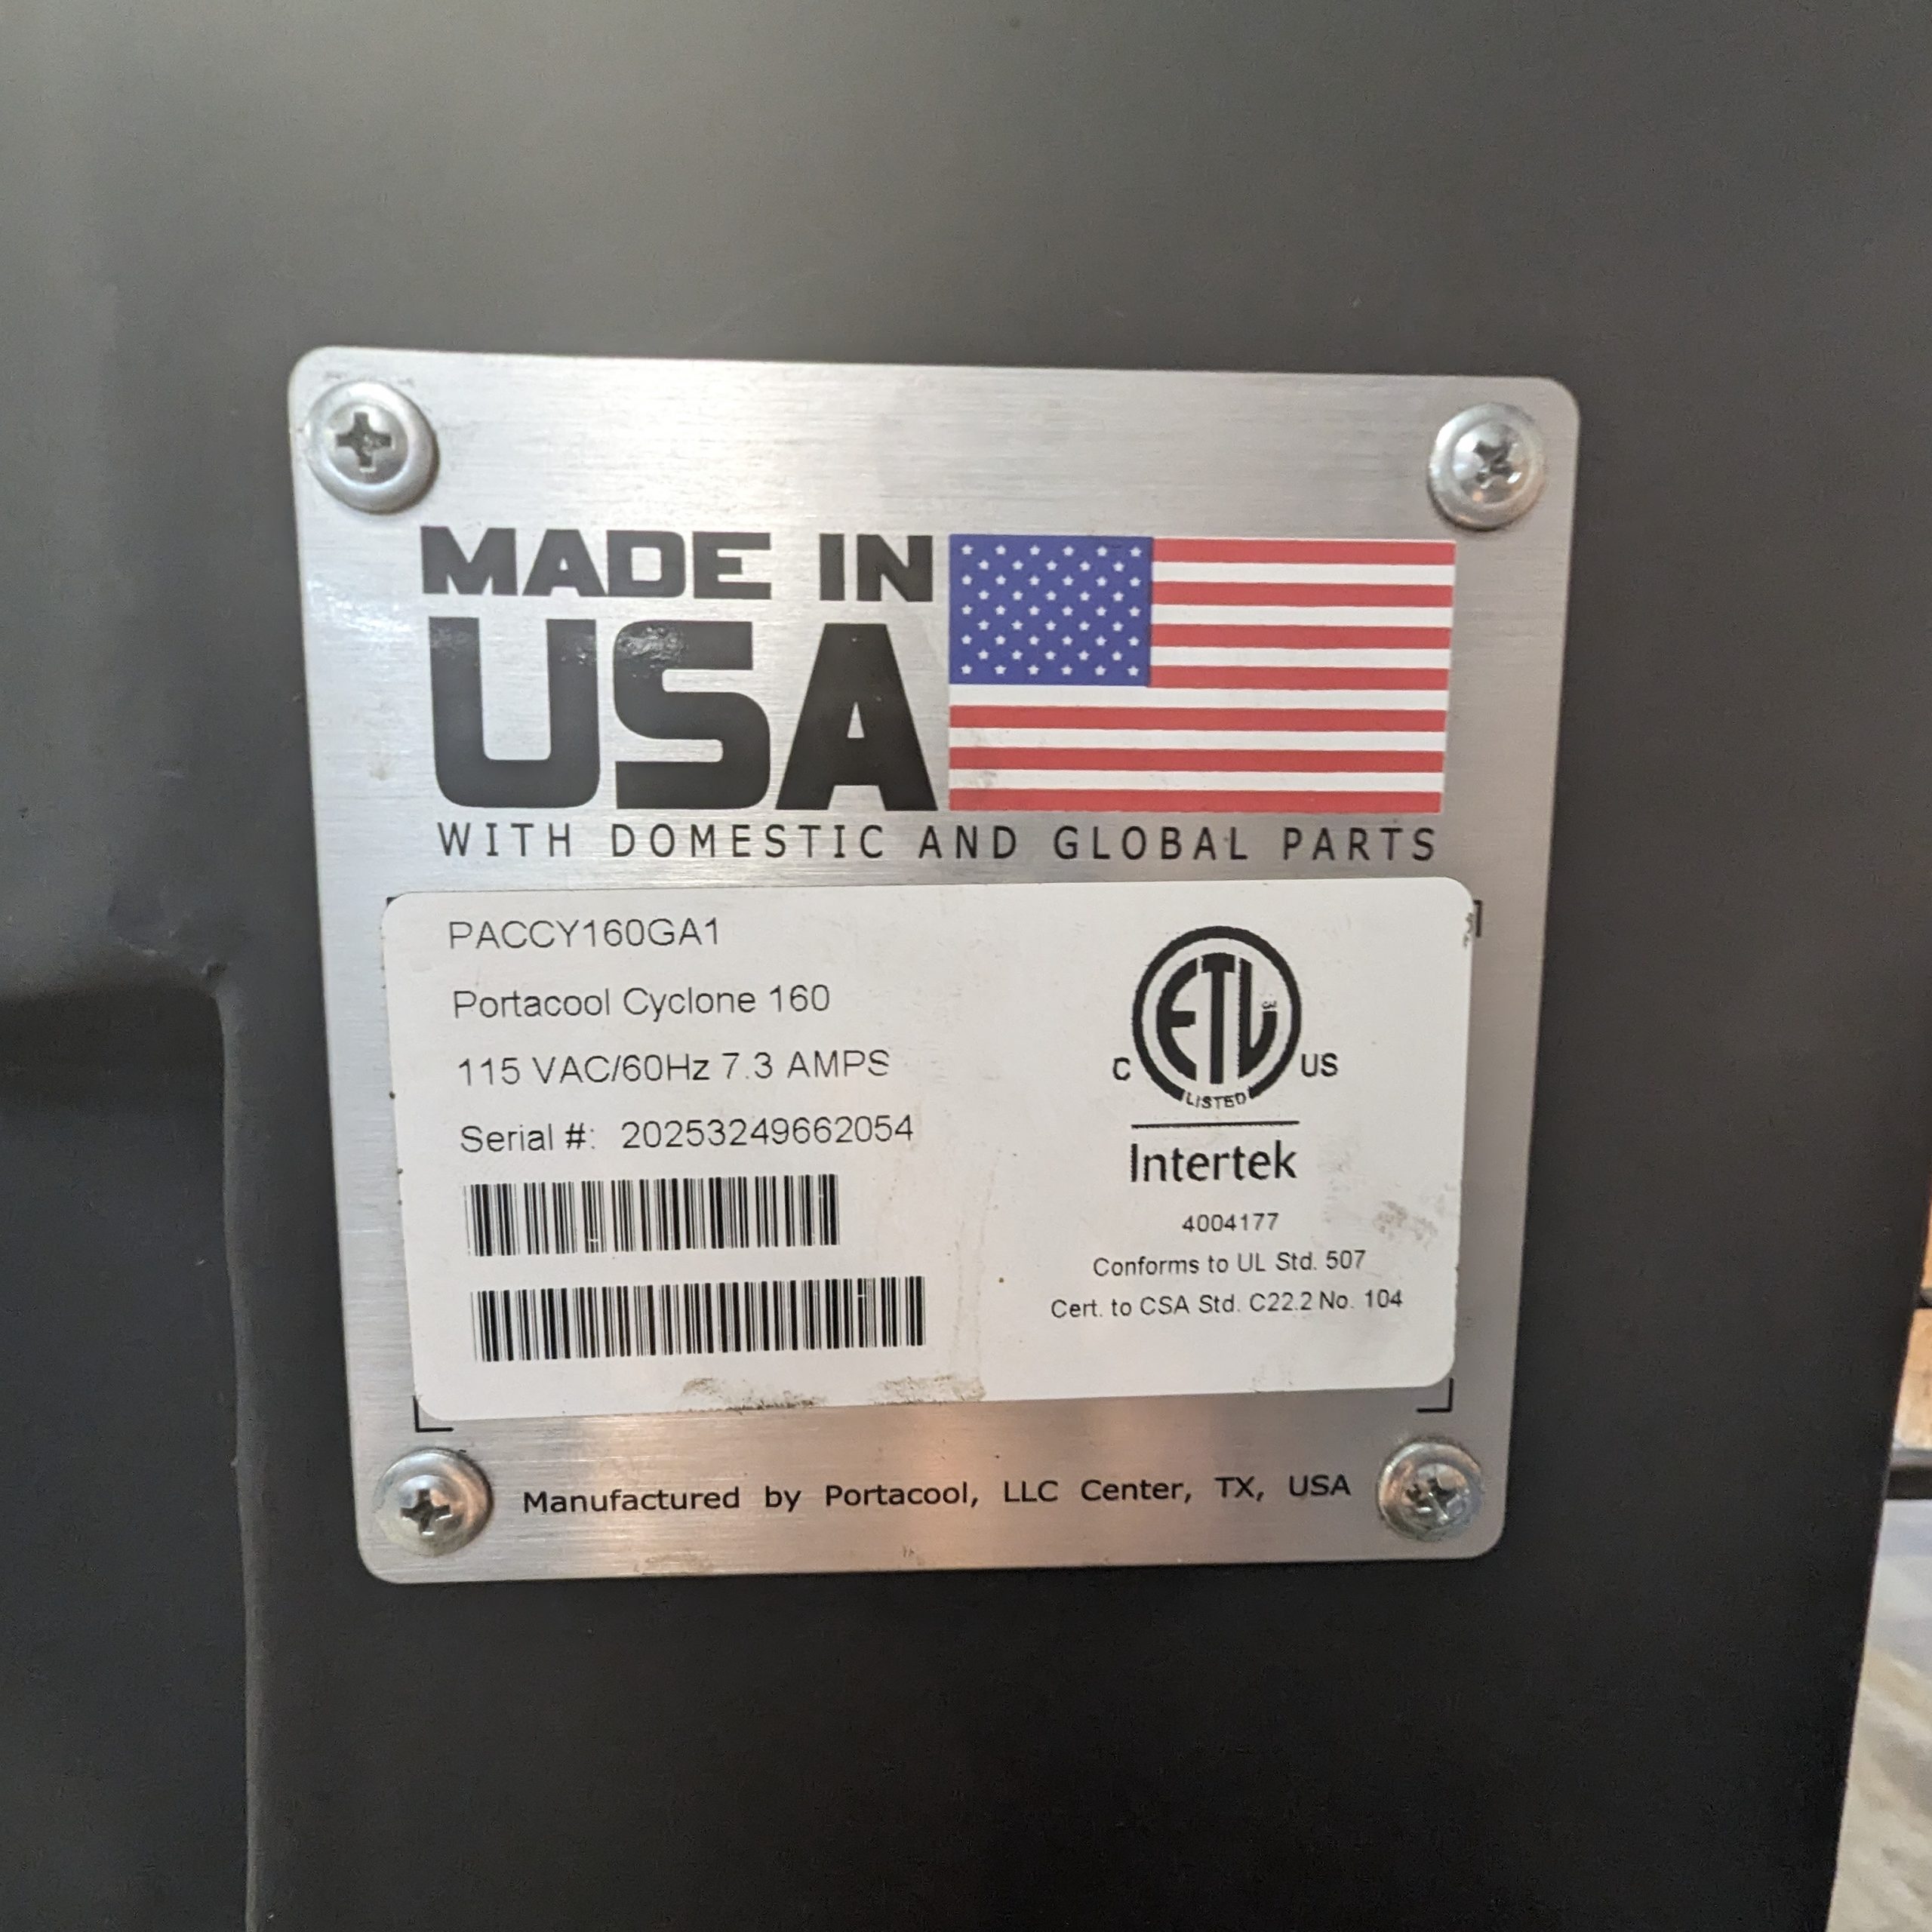 MADE IN
USA
WITH DOMESTIC AND GLOBAL PARTS
PACCY160GA1
Portacool Cyclone 160
115 VAC/60Hz 7.3 AMPS
Serial #: 20253249662054
ETL
C US
LISTED
Intertek
4004177
Conforms to UL Std. 507
Cert. to CSA Std. C22.2 No. 104
Manufactured by Portacool, LLC Center, TX, USA